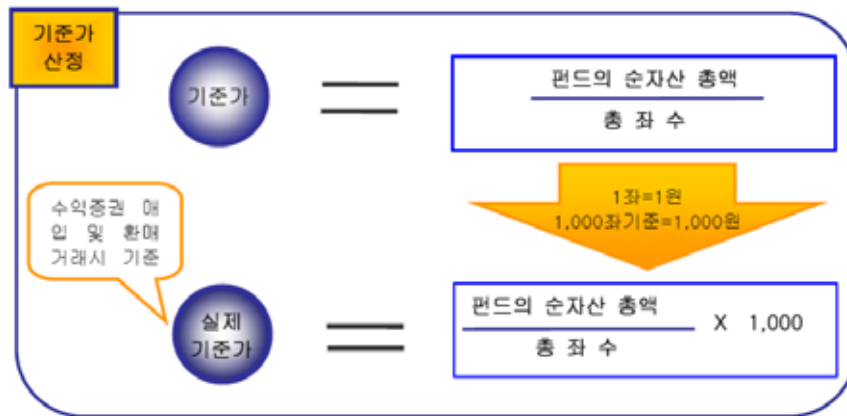 기준가
산정
기준가
펀드의 순자산 총액
총 좌 수
1좌=1원
1,000좌기준=1,000원
수익증권 매
입 및 환매
거래시 기준
실제
기준가
펀드의 순자산 총액
총 좌 수
X 1,000